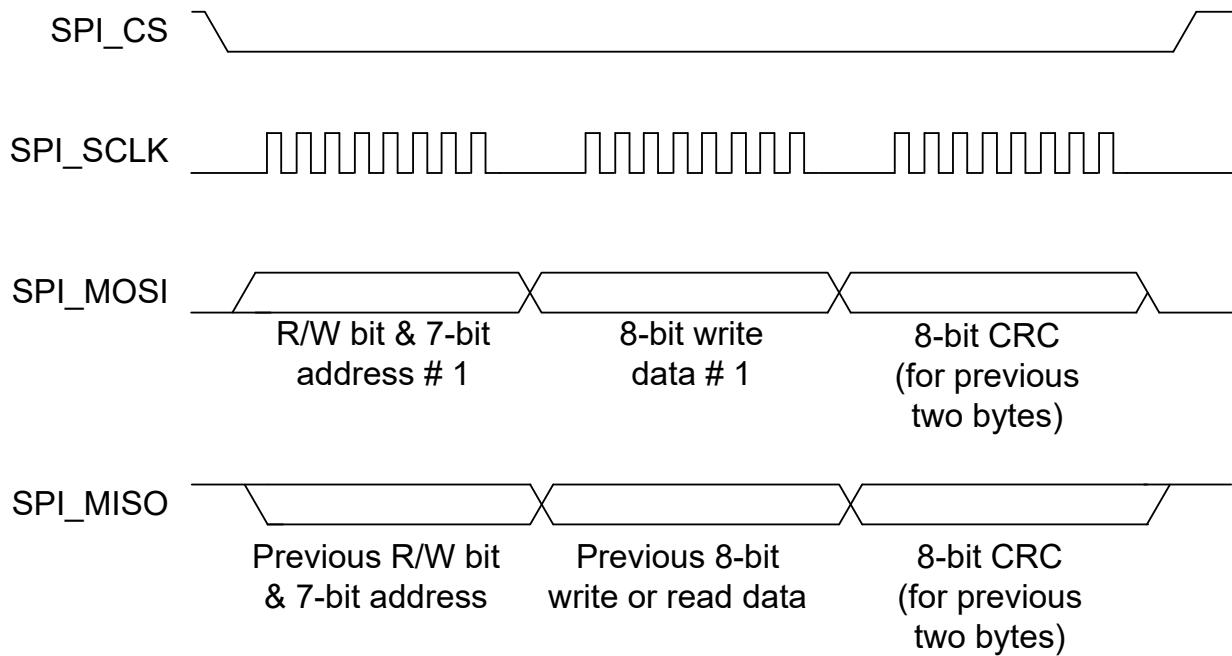 SPI_CS
SPI_SCLK
SPI_MOSI
R/W bit & 7-bit
address # 1
8-bit write
data # 1
8-bit CRC
(for previous
two bytes)
SPI_MISO
Previous R/W bit
& 7-bit address
Previous 8-bit
write or read data
8-bit CRC
(for previous
two bytes)